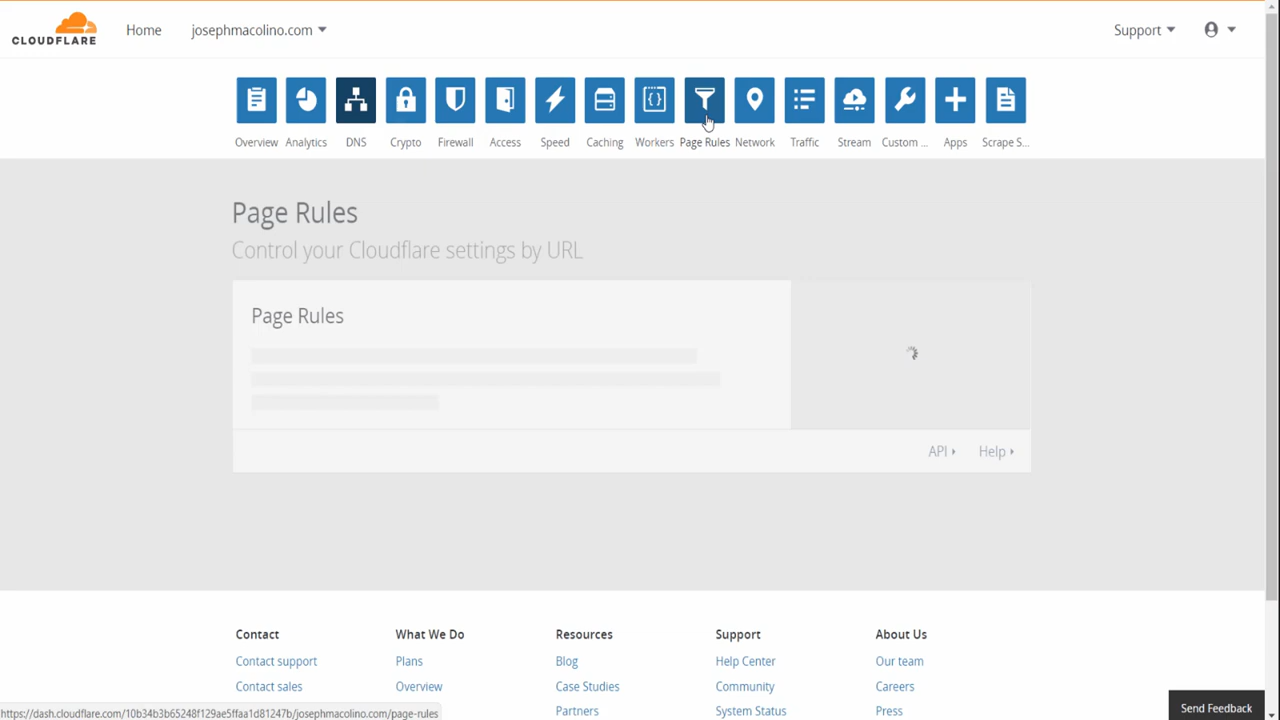 CLOUDFLARE
Home
josephmacolino.com
Support
Overview
Analytics
DNS
Crypto
Firewall
Access
Speed
Caching
Workers
Page Rules
Network
Traffic
Stream
Custom ...
Apps
Scrape S...
Page Rules
Control your Cloudflare settings by URL
Page Rules
API
Help
Contact
Contact support
Contact sales
What We Do
Plans
Overview
Resources
Blog
Case Studies
Partners
Support
Help Center
Community
System Status
About Us
Our team
Careers
Press
https://dash.cloudflare.com/10b34b3b65248f129ae5ffaa1d81247b/josephmacolino.com/page-rules
Send Feedback